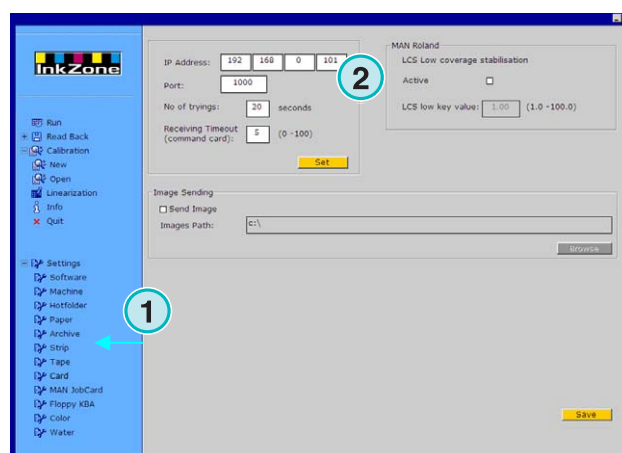 InkZone
Run
Read Back
Calibration
New
Open
Linearization
Info
Quit
Settings
Software
Machine
Hotfolder
Paper
Archive
Strip
Tape
Card
MAN JobCard
Floppy KBA
Color
Water
1
IP Address: 192 168 0 101
Port: 1000
No of tryings: 20 seconds
Receiving Timeout
(command card): 5 (0 -100)
Set
2
MAN Roland
LCS Low coverage stabilisation
Active
LCS low key value: 1.00 (1.0 -100.0)
Image Sending
Send Image
Images Path: c:\
Browse
Save